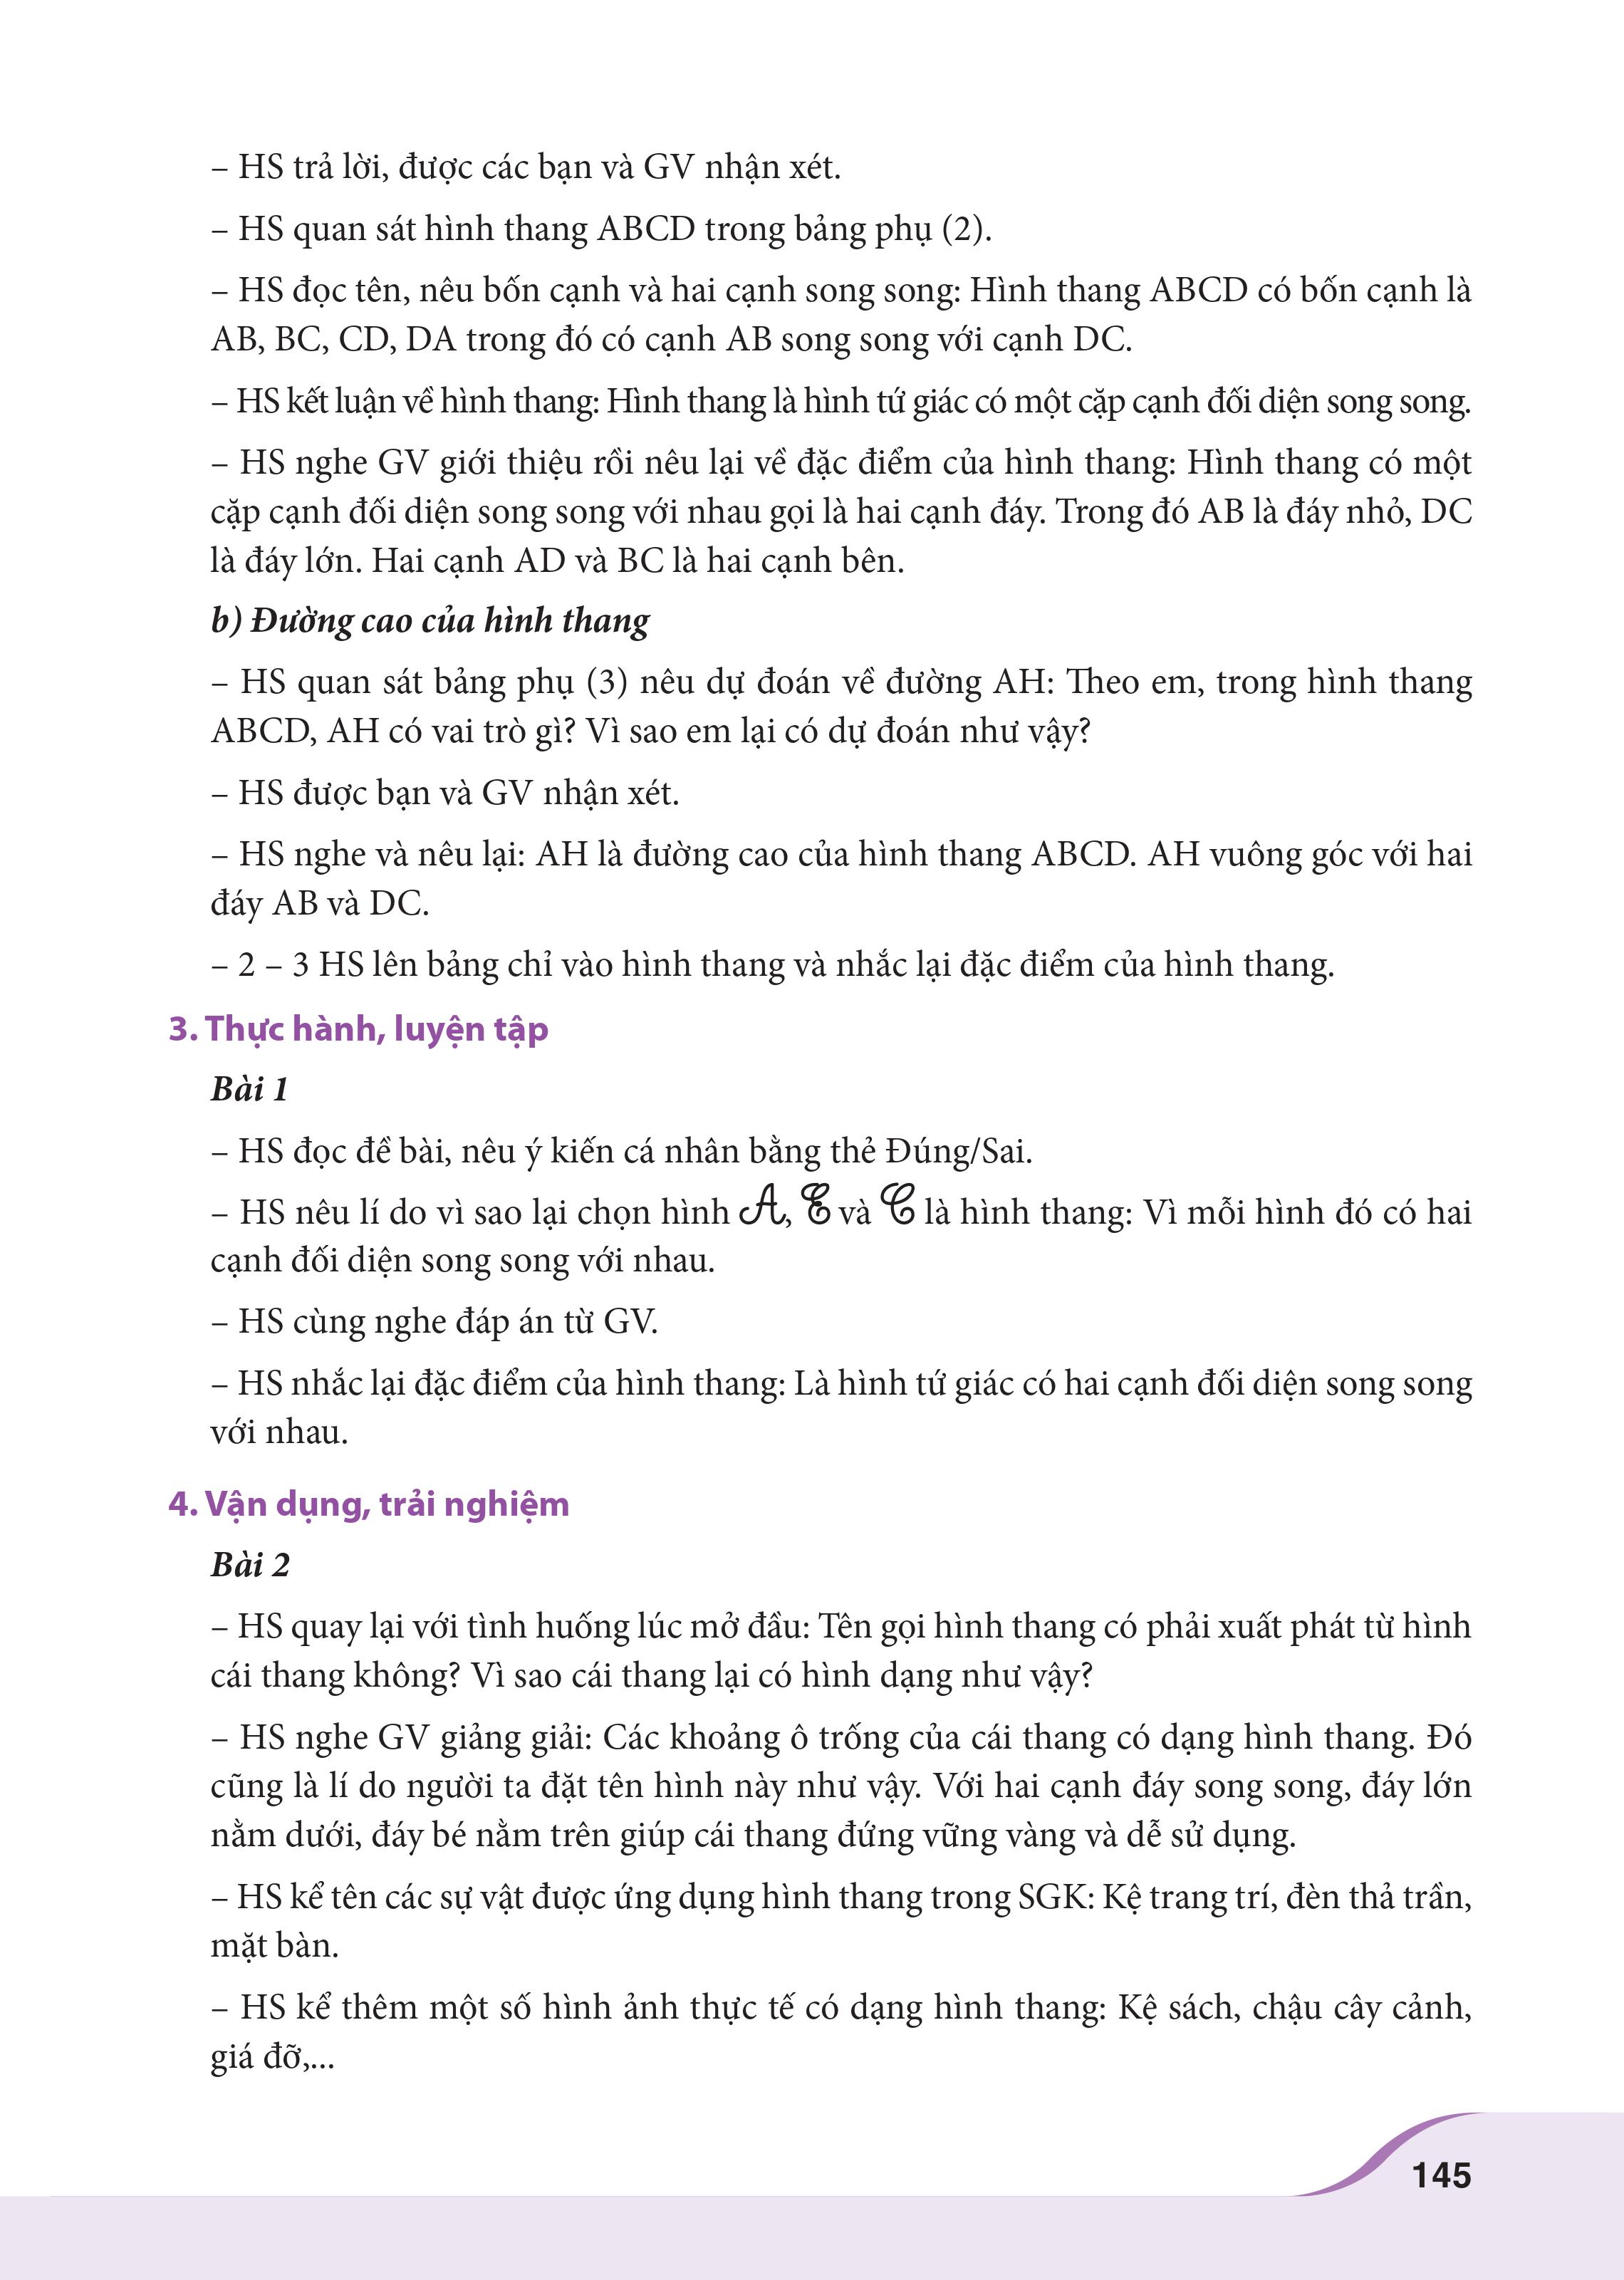 – HS trả lời, được các bạn và GV nhận xét.
– HS quan sát hình thang ABCD trong bảng phụ (2).
– HS đọc tên, nêu bốn cạnh và hai cạnh song song: Hình thang ABCD có bốn cạnh là
AB, BC, CD, DA trong đó có cạnh AB song song với cạnh DC.
– HS kết luận về hình thang: Hình thang là hình tứ giác có một cặp cạnh đối diện song song.
– HS nghe GV giới thiệu rồi nêu lại về đặc điểm của hình thang: Hình thang có một
cặp cạnh đối diện song song với nhau gọi là hai cạnh đáy. Trong đó AB là đáy nhỏ, DC
là đáy lớn. Hai cạnh AD và BC là hai cạnh bên.
b) Đường cao của hình thang
– HS quan sát bảng phụ (3) nêu dự đoán về đường AH: Theo em, trong hình thang
ABCD, AH có vai trò gì? Vì sao em lại có dự đoán như vậy?
– HS được bạn và GV nhận xét.
– HS nghe và nêu lại: AH là đường cao của hình thang ABCD. AH vuông góc với hai
đáy AB và DC.
– 2 – 3 HS lên bảng chỉ vào hình thang và nhắc lại đặc điểm của hình thang.
3. Thực hành, luyện tập
Bài 1
– HS đọc đề bài, nêu ý kiến cá nhân bằng thẻ Đúng/Sai.
– HS nêu lí do vì sao lại chọn hình A, E và C là hình thang: Vì mỗi hình đó có hai
cạnh đối diện song song với nhau.
– HS cùng nghe đáp án từ GV.
– HS nhắc lại đặc điểm của hình thang: Là hình tứ giác có hai cạnh đối diện song song
với nhau.
4. Vận dụng, trải nghiệm
Bài 2
– HS quay lại với tình huống lúc mở đầu: Tên gọi hình thang có phải xuất phát từ hình
cái thang không? Vì sao cái thang lại có hình dạng như vậy?
– HS nghe GV giảng giải: Các khoảng ô trống của cái thang có dạng hình thang. Đó
cũng là lí do người ta đặt tên hình này như vậy. Với hai cạnh đáy song song, đáy lớn
nằm dưới, đáy bé nằm trên giúp cái thang đứng vững vàng và dễ sử dụng.
– HS kể tên các sự vật được ứng dụng hình thang trong SGK: Kệ trang trí, đèn thả trần,
mặt bàn.
– HS kể thêm một số hình ảnh thực tế có dạng hình thang: Kệ sách, chậu cây cảnh,
giá đỡ,...
145